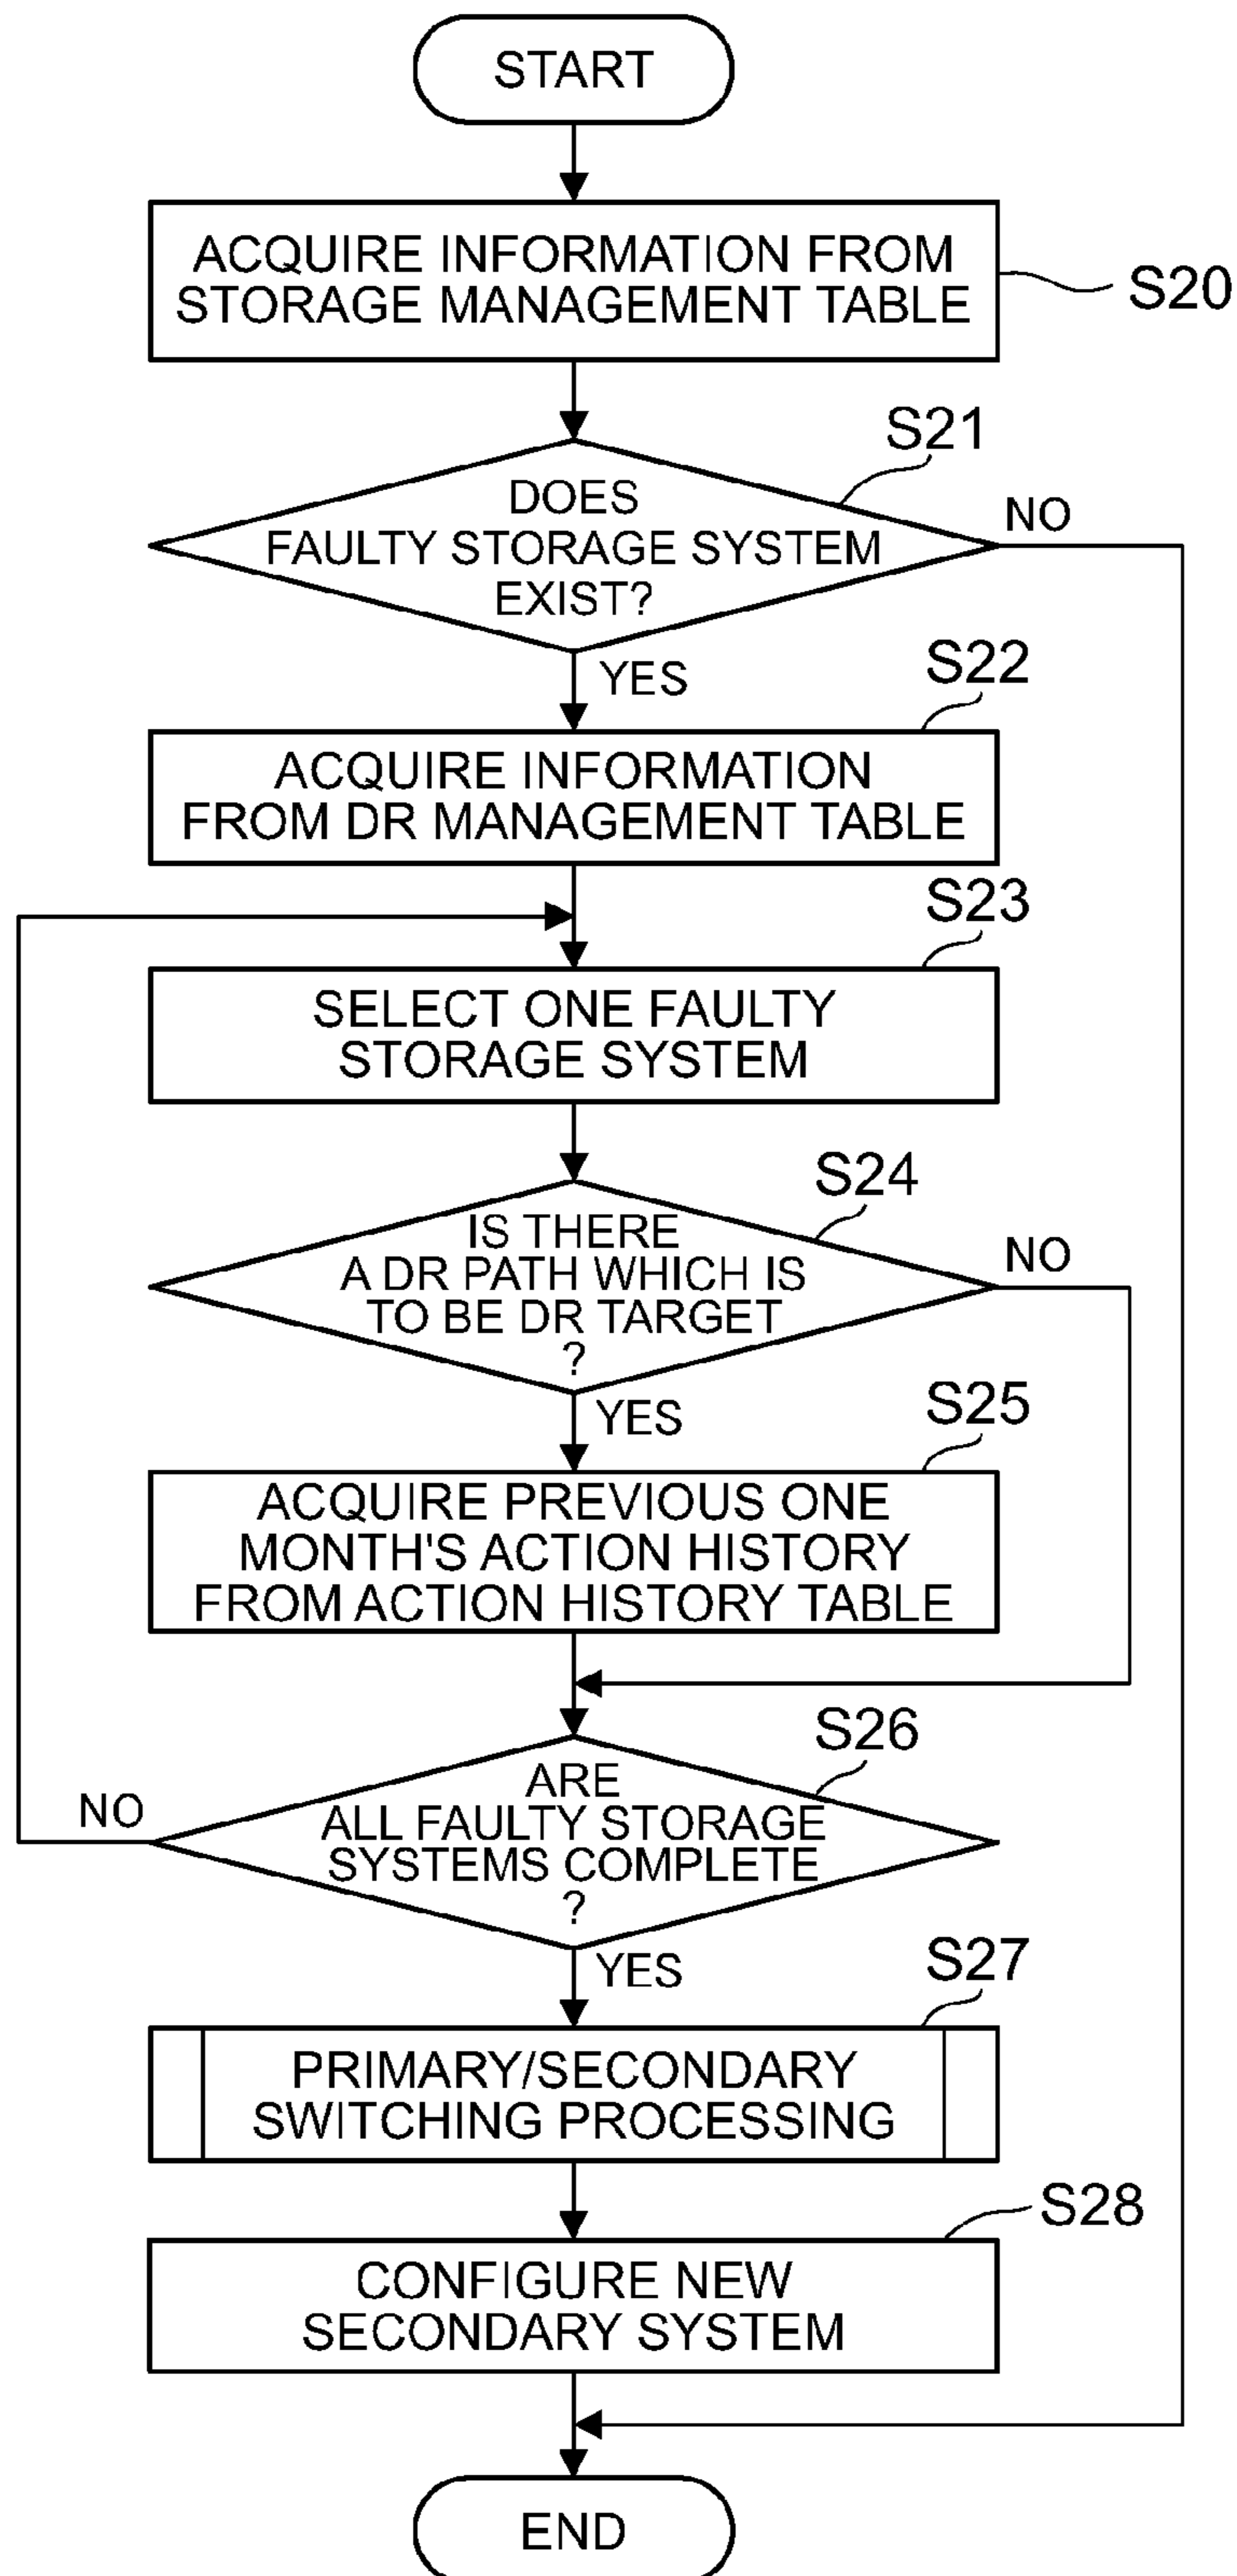 START
ACQUIRE INFORMATION FROM
STORAGE MANAGEMENT TABLE
S20
S21
DOES
FAULTY STORAGE SYSTEM
EXIST?
NO
YES
S22
ACQUIRE INFORMATION
FROM DR MANAGEMENT TABLE
S23
SELECT ONE FAULTY
STORAGE SYSTEM
S24
IS THERE
A DR PATH WHICH IS
TO BE DR TARGET
?
NO
YES
S25
ACQUIRE PREVIOUS ONE
MONTH'S ACTION HISTORY
FROM ACTION HISTORY TABLE
S26
ARE
ALL FAULTY STORAGE
SYSTEMS COMPLETE
?
NO
YES
S27
PRIMARY/SECONDARY
SWITCHING PROCESSING
S28
CONFIGURE NEW
SECONDARY SYSTEM
END